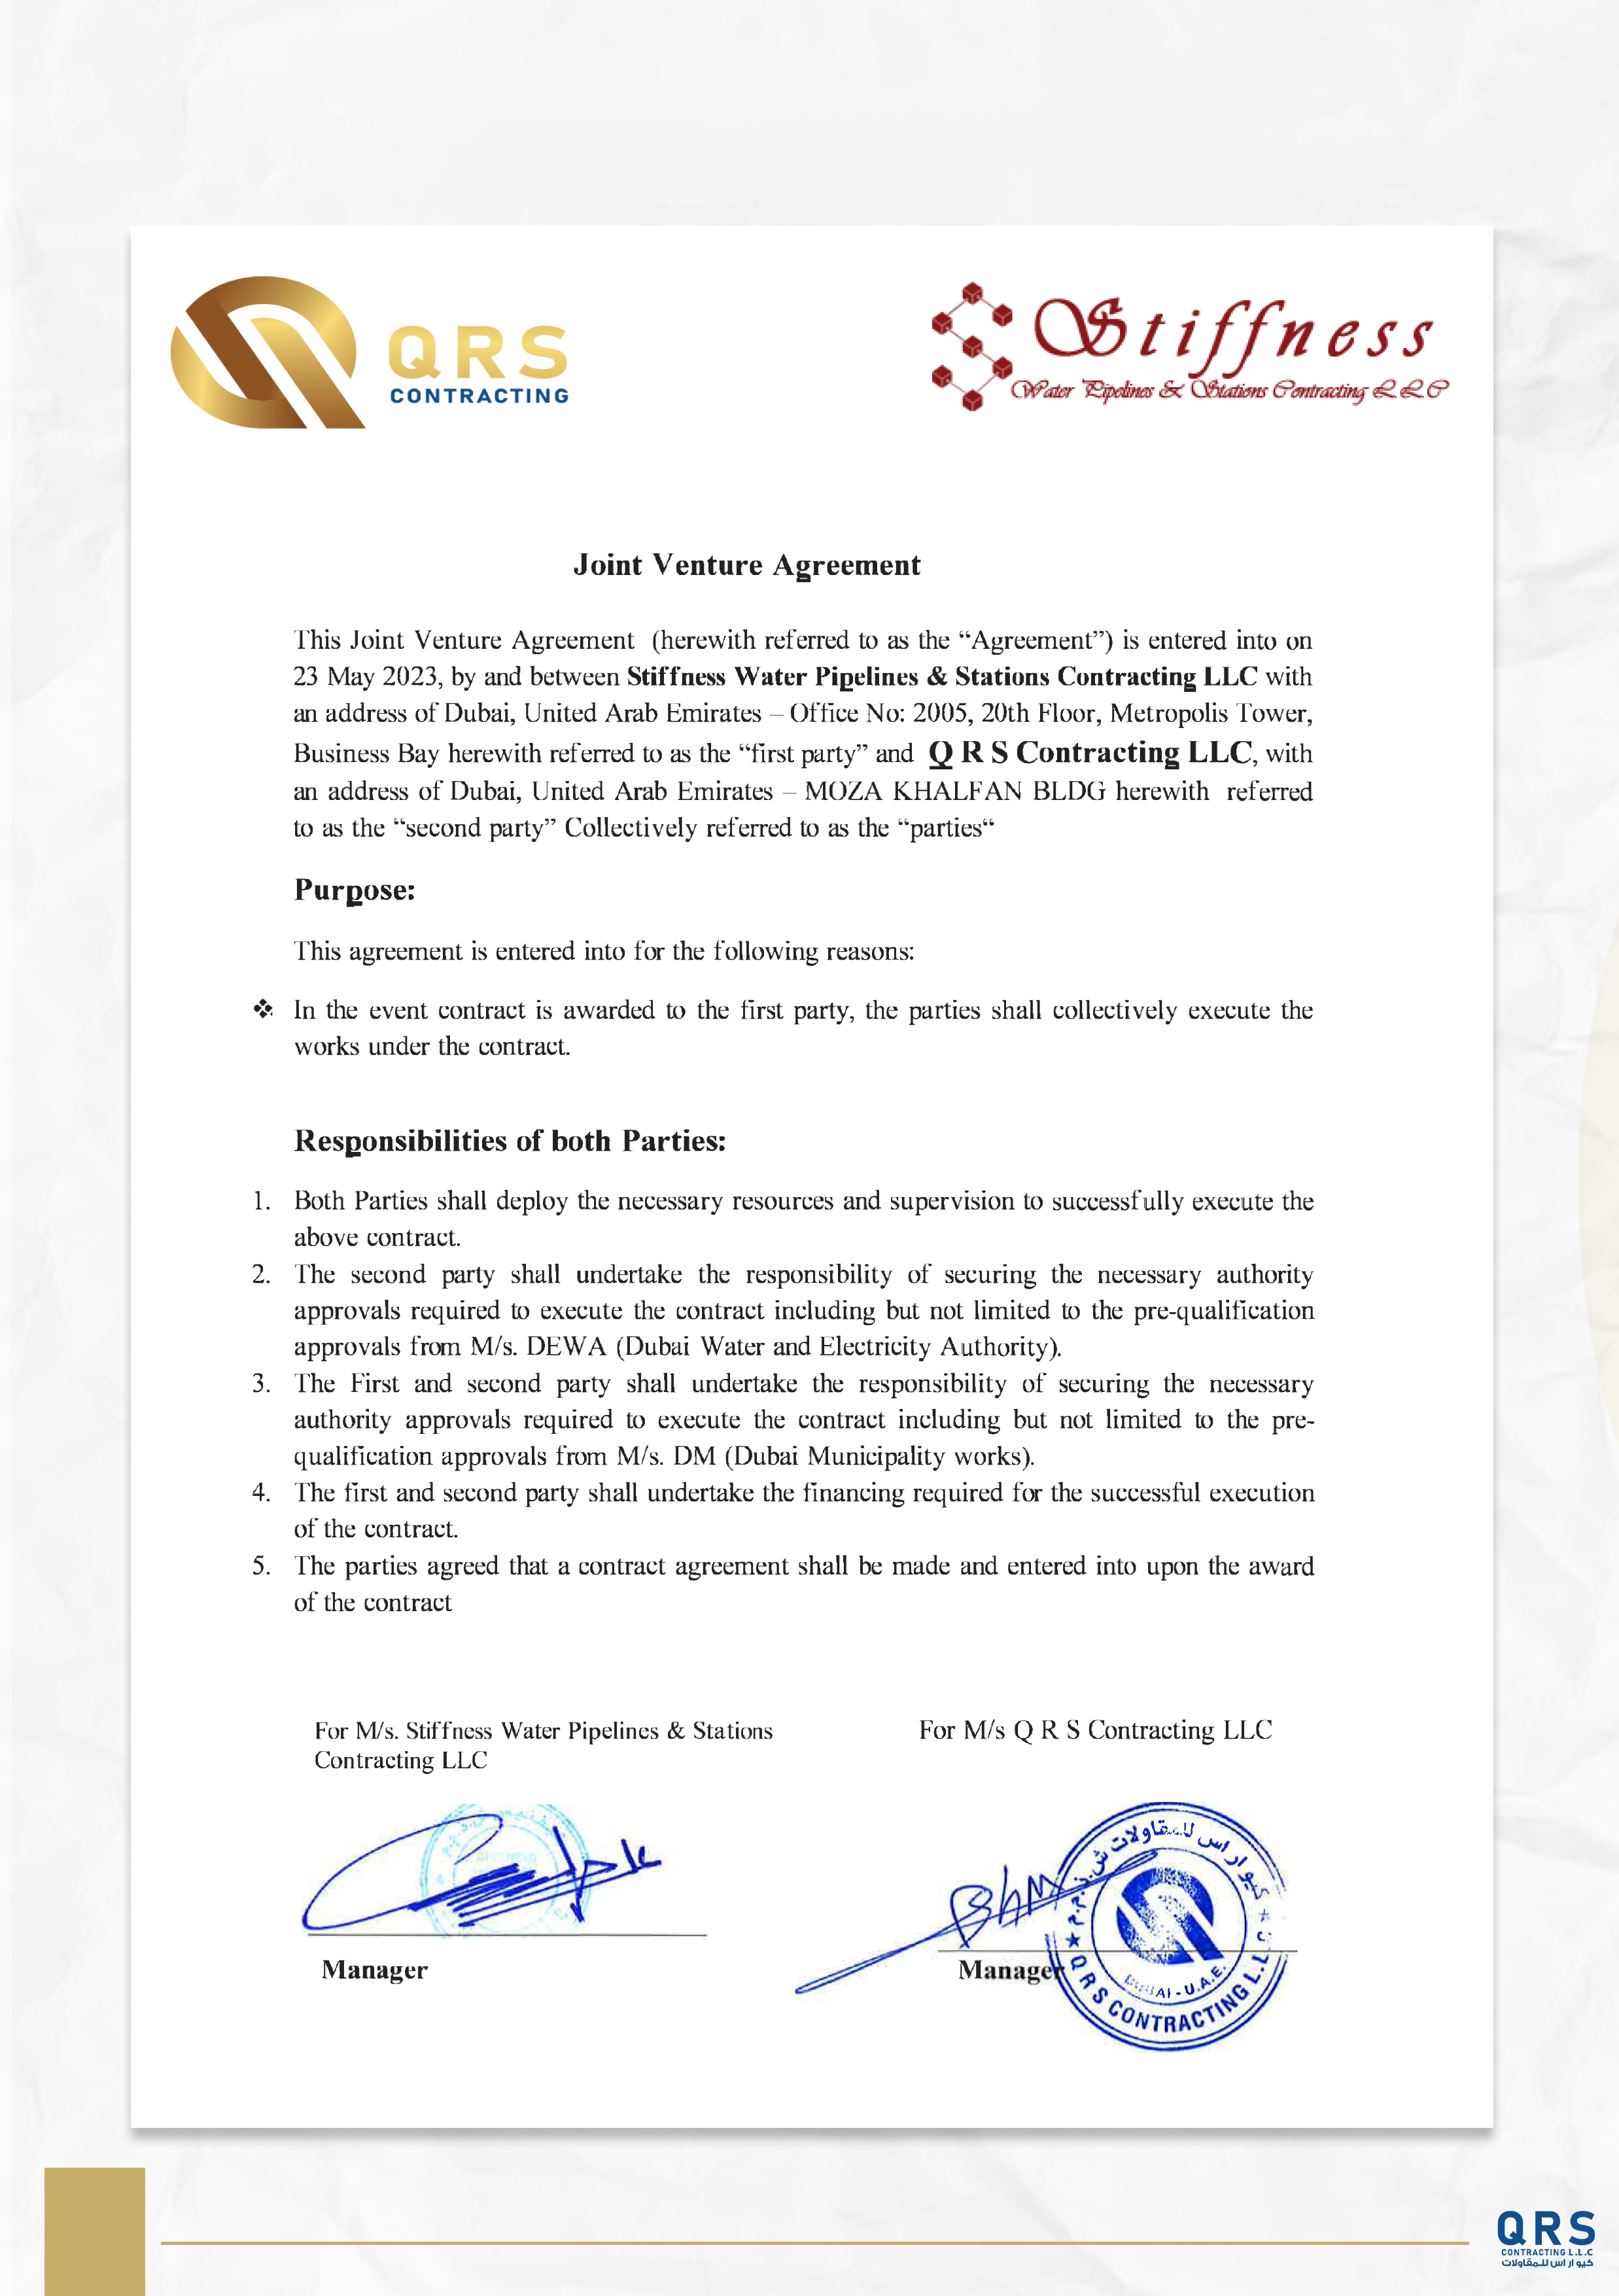 QRS
CONTRACTING
Stiffness
Water Pipelines & Stations Contracting L.L.C
Joint Venture Agreement
This Joint Venture Agreement (herewith referred to as the “Agreement”) is entered into on
23 May 2023, by and between Stiffness Water Pipelines & Stations Contracting LLC with
an address of Dubai, United Arab Emirates – Office No: 2005, 20th Floor, Metropolis Tower,
Business Bay herewith referred to as the “first party” and Q R S Contracting LLC, with
an address of Dubai, United Arab Emirates – MOZA KHALFAN BLDG herewith referred
to as the “second party” Collectively referred to as the “parties“
Purpose:
This agreement is entered into for the following reasons:
❖ In the event contract is awarded to the first party, the parties shall collectively execute the
works under the contract.
Responsibilities of both Parties:
1. Both Parties shall deploy the necessary resources and supervision to successfully execute the
above contract.
2. The second party shall undertake the responsibility of securing the necessary authority
approvals required to execute the contract including but not limited to the pre-qualification
approvals from M/s. DEWA (Dubai Water and Electricity Authority).
3. The First and second party shall undertake the responsibility of securing the necessary
authority approvals required to execute the contract including but not limited to the pre-
qualification approvals from M/s. DM (Dubai Municipality works).
4. The first and second party shall undertake the financing required for the successful execution
of the contract.
5. The parties agreed that a contract agreement shall be made and entered into upon the award
of the contract
For M/s. Stiffness Water Pipelines & Stations
Contracting LLC
For M/s Q R S Contracting LLC
Manager
Manager
كيو ار اس للمقاولات ش.ذ.م.م
DUBAI - U.A.E.
Q R S CONTRACTING L.L.C
QRS
CONTRACTING L.L.C
كيو ار اس للمقاولات